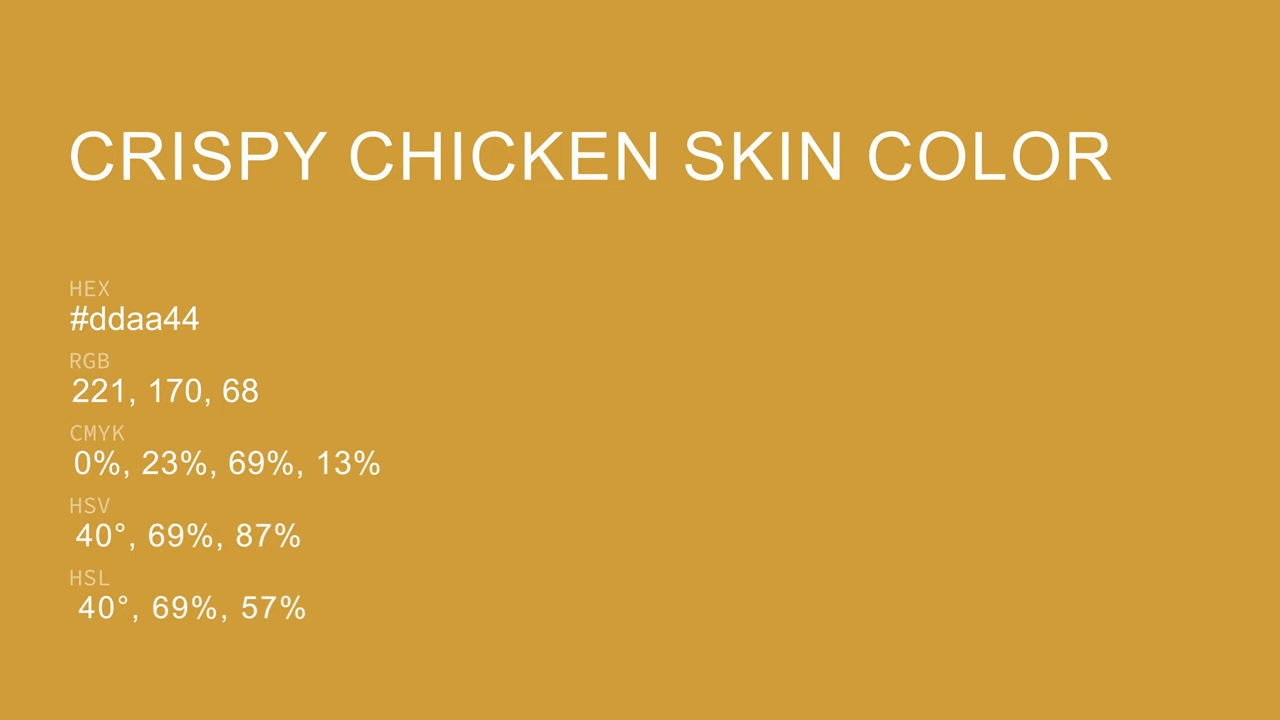 CRISPY CHICKEN SKIN COLOR
HEX
#ddaa44
RGB
221, 170, 68
CMYK
0%, 23%, 69%, 13%
HSV
40°, 69%, 87%
HSL
40°, 69%, 57%